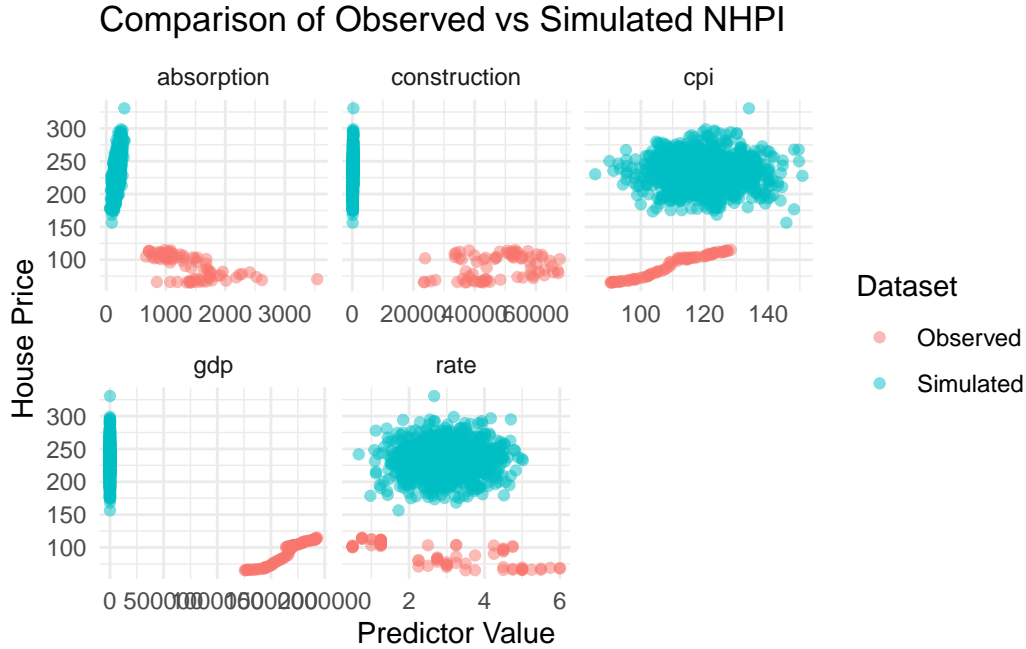 Comparison of Observed vs Simulated NHPI
absorption construction cpi
300
250
200
150
100
0 1000 2000 3000 0 20000 40000 60000 100 120 140
gdp rate
300
250
200
150
100
0 500000 1000000 1500000 2000000 2 4 6
House Price
Predictor Value
Dataset
Observed
Simulated